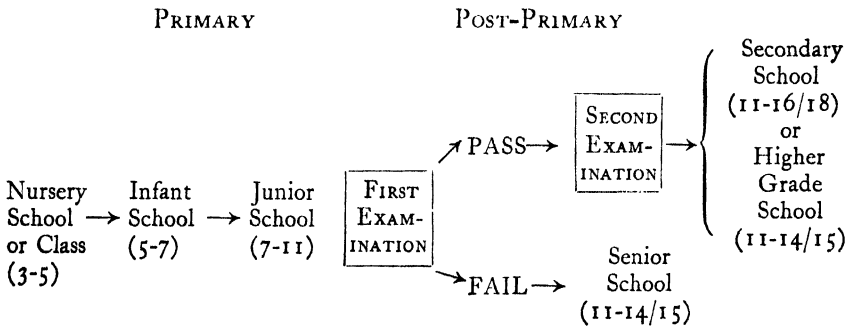 PRIMARY
POST-PRIMARY
Nursery
School
or Class
(3-5)
Infant
School
(5-7)
Junior
School
(7-11)
FIRST
EXAM-
INATION
PASS
SECOND
EXAM-
INATION
Secondary
School
(11-16/18)
or
Higher
Grade
School
(11-14/15)
FAIL
Senior
School
(11-14/15)